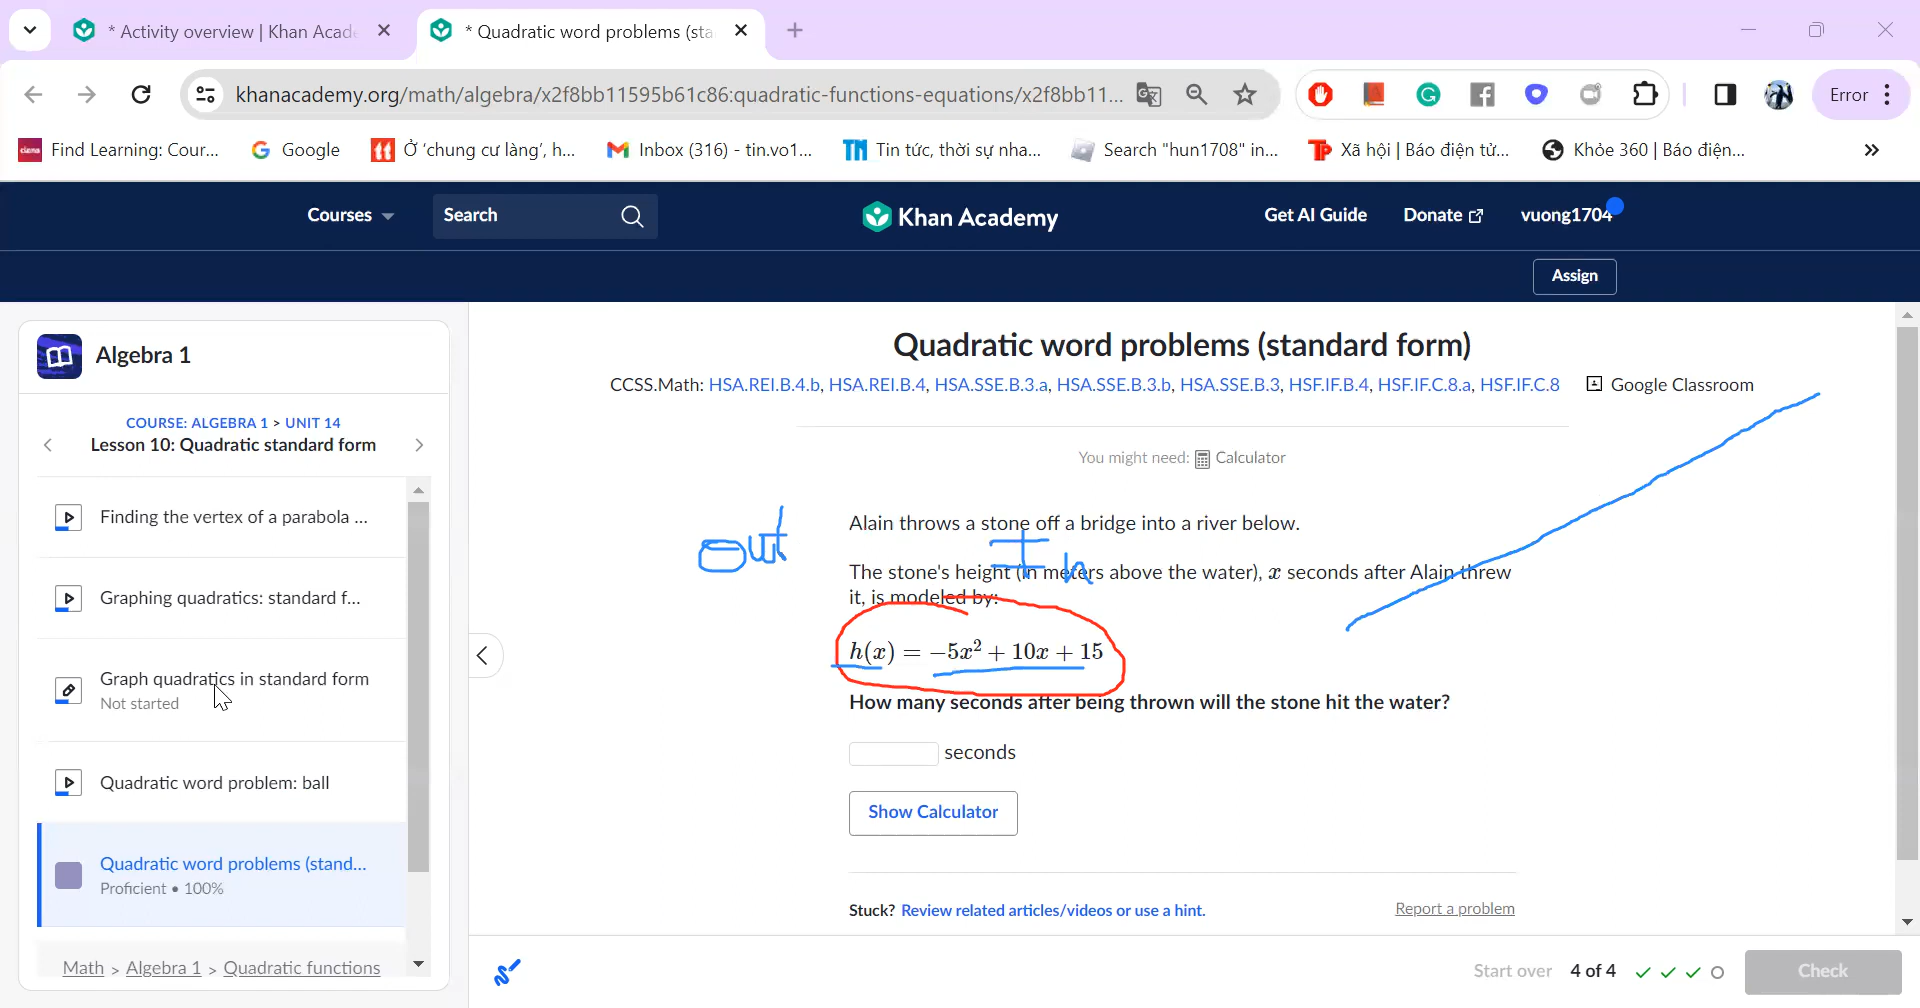 * Activity overview | Khan Acade
* Quadratic word problems (sta
khanacademy.org/math/algebra/x2f8bb11595b61c86:quadratic-functions-equations/x2f8bb11...
Error
Find Learning: Cour...
Google
Ở ‘chung cư làng’, h...
Inbox (316) - tin.vo1...
TN Tin tức, thời sự nha...
Search "hun1708" in...
Xã hội | Báo điện tử...
Khỏe 360 | Báo điện...
Courses
Search
Khan Academy
Get AI Guide
Donate
vuong1704
Assign
Algebra 1
COURSE: ALGEBRA 1 > UNIT 14
Lesson 10: Quadratic standard form
Finding the vertex of a parabola ...
Graphing quadratics: standard f...
Graph quadratics in standard form
Not started
Quadratic word problem: ball
Quadratic word problems (stand...
Proficient • 100%
Math > Algebra 1 > Quadratic functions
Quadratic word problems (standard form)
CCSS.Math: HSA.REI.B.4.b, HSA.REI.B.4, HSA.SSE.B.3.a, HSA.SSE.B.3.b, HSA.SSE.B.3, HSF.IF.B.4, HSF.IF.C.8.a, HSF.IF.C.8
Google Classroom
You might need: Calculator
out
Alain throws a stone off a bridge into a river below.
In
The stone's height (in meters above the water), x seconds after Alain threw
it, is modeled by:
h(x) = −5x² + 10x + 15
How many seconds after being thrown will the stone hit the water?
seconds
Show Calculator
Stuck? Review related articles/videos or use a hint.
Report a problem
Start over
4 of 4
Check